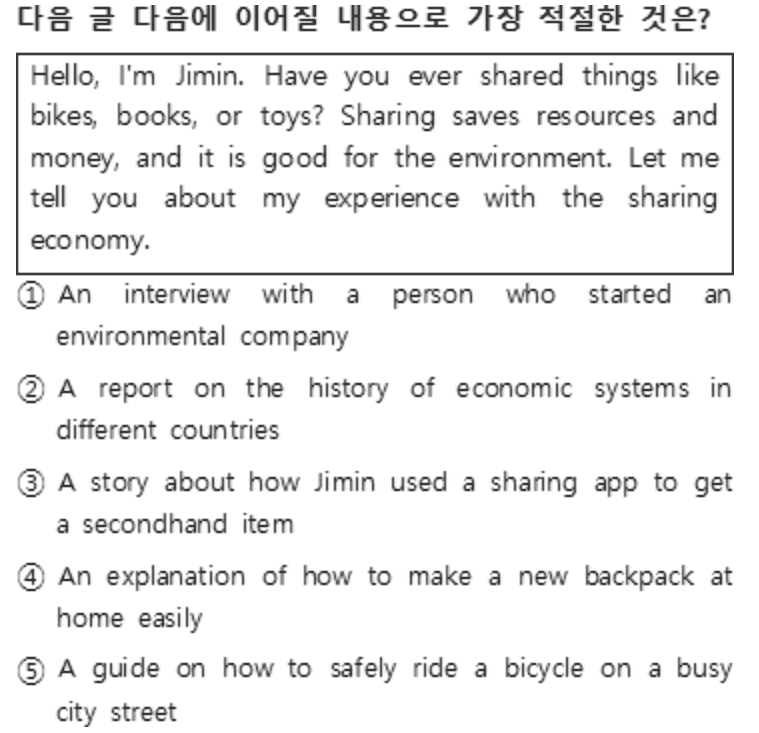 다음 글 다음에 이어질 내용으로 가장 적절한 것은?
Hello, I'm Jimin. Have you ever shared things like
bikes, books, or toys? Sharing saves resources and
money, and it is good for the environment. Let me
tell you about my experience with the sharing
economy.
① An interview with a person who started an
environmental company
② A report on the history of economic systems in
different countries
③ A story about how Jimin used a sharing app to get
a secondhand item
④ An explanation of how to make a new backpack at
home easily
⑤ A guide on how to safely ride a bicycle on a busy
city street